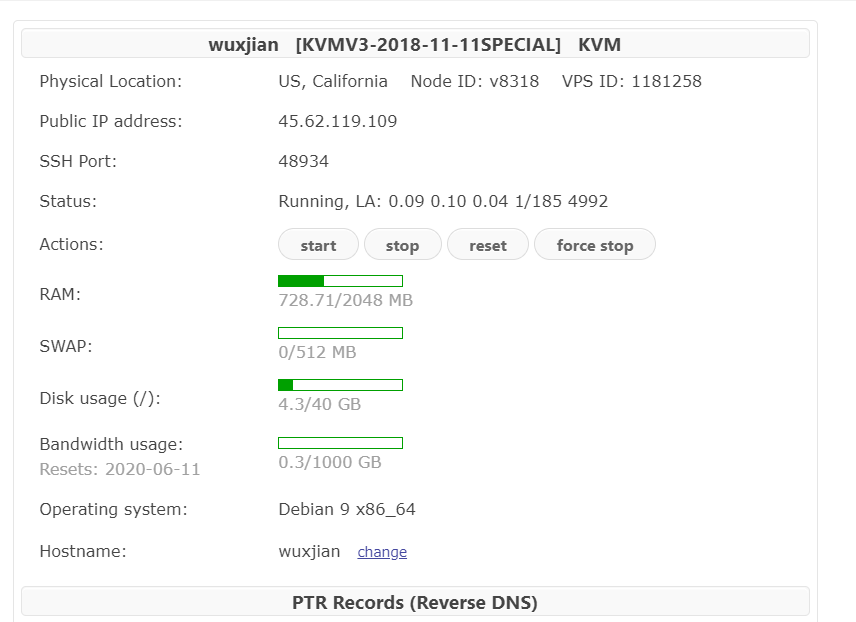 wuxjian [KVMV3-2018-11-11SPECIAL] KVM
Physical Location: US, California Node ID: v8318 VPS ID: 1181258
Public IP address: 45.62.119.109
SSH Port: 48934
Status: Running, LA: 0.09 0.10 0.04 1/185 4992
Actions: start stop reset force stop
RAM: 728.71/2048 MB
SWAP: 0/512 MB
Disk usage (/): 4.3/40 GB
Bandwidth usage: 0.3/1000 GB
Resets: 2020-06-11
Operating system: Debian 9 x86_64
Hostname: wuxjian change
PTR Records (Reverse DNS)